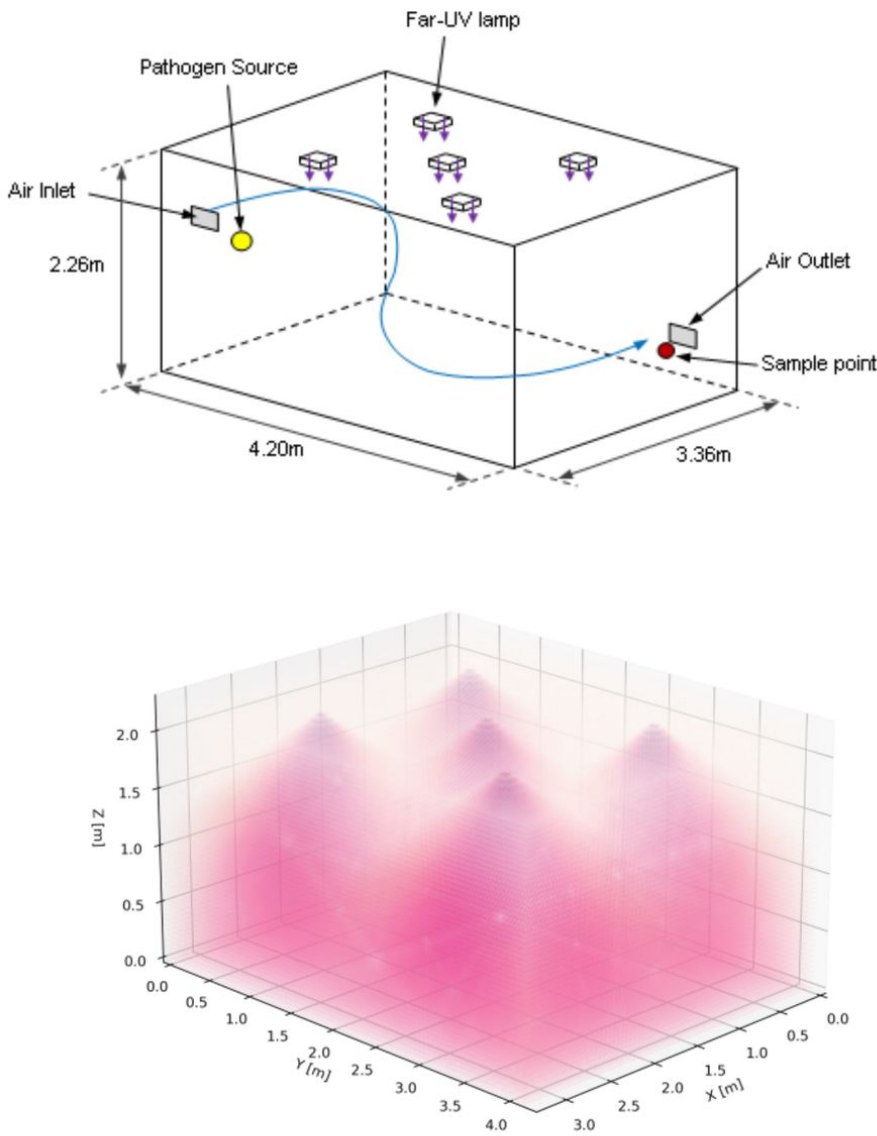 Far-UV lamp
Pathogen Source
Air Inlet
2.26m
Air Outlet
Sample point
4.20m
3.36m
2.0
1.5
1.0
0.5
0.0
Z [m]
0.0
0.5
1.0
1.5
2.0
2.5
3.0
3.5
4.0
Y [m]
0.0
0.5
1.0
1.5
2.0
2.5
3.0
X [m]